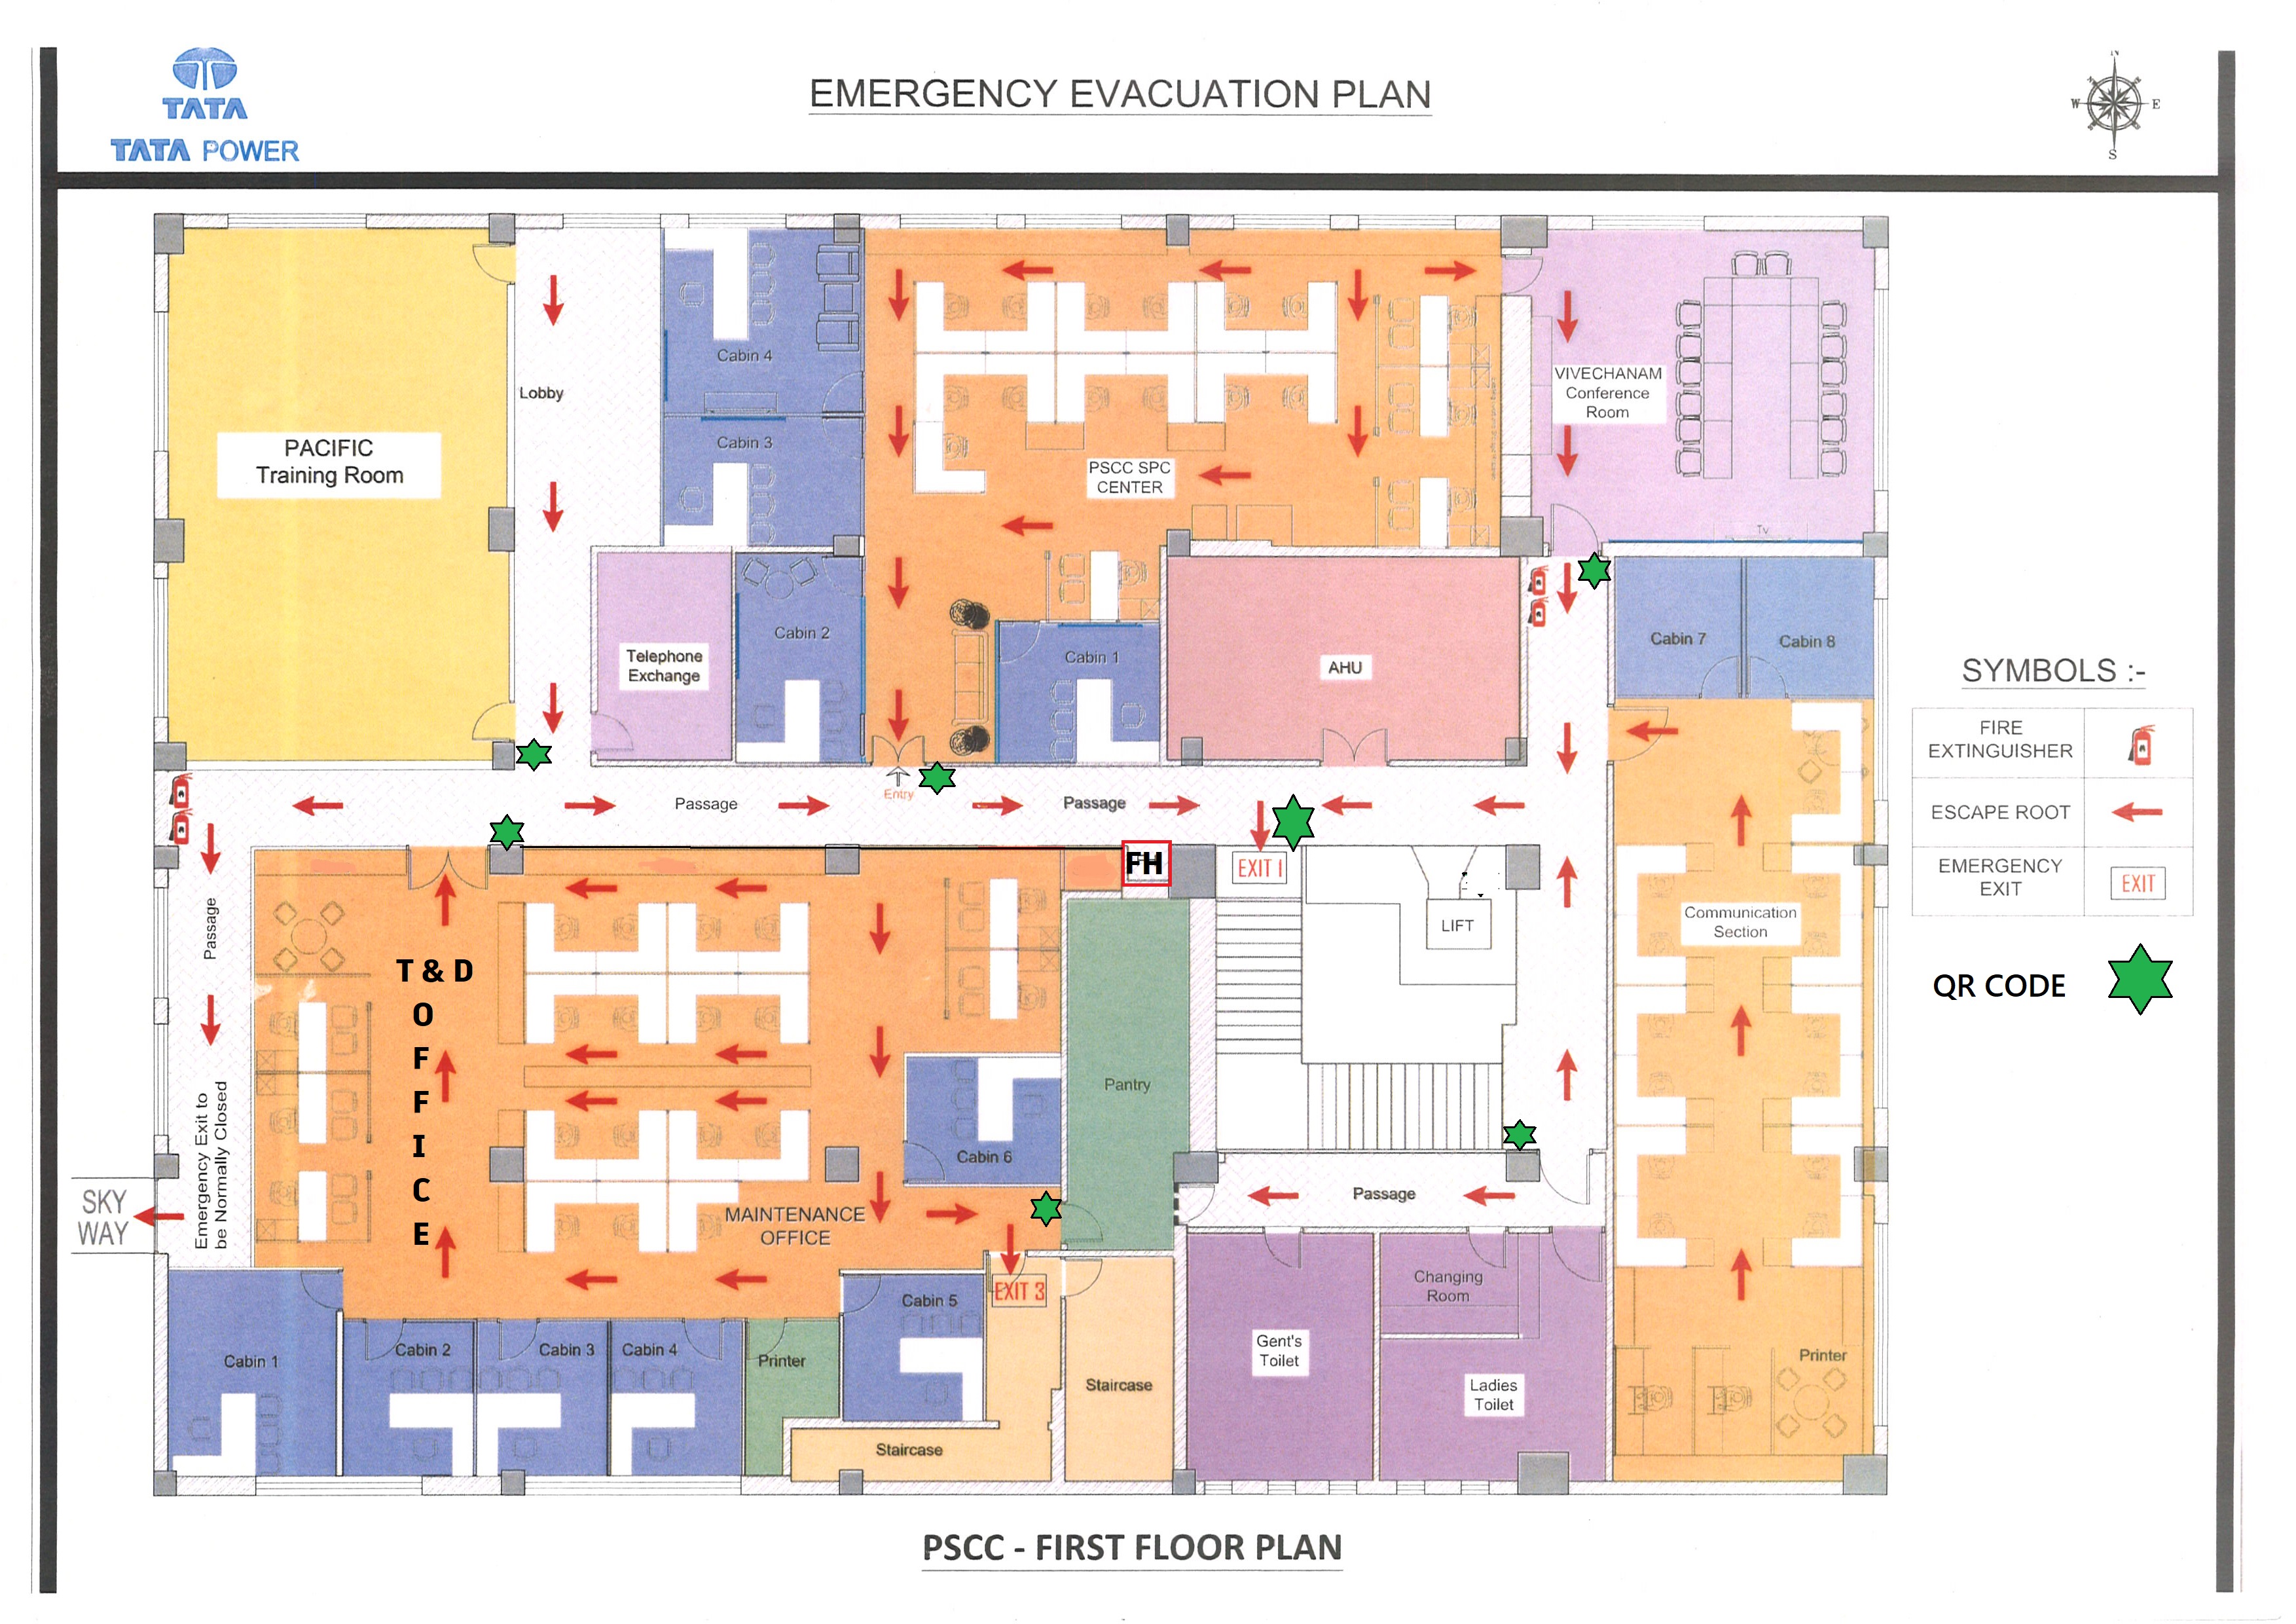 TATA
TATA POWER
EMERGENCY EVACUATION PLAN
N
W
E
S
PACIFIC
Training Room
Lobby
Cabin 4
Cabin 3
Telephone
Exchange
Cabin 2
PSCC SPC
CENTER
Cabin 1
AHU
VIVECHANAM
Conference
Room
Tv
Cabin 7
Cabin 8
SYMBOLS :-
FIRE
EXTINGUISHER
ESCAPE ROOT
EMERGENCY
EXIT
EXIT
QR CODE
Entry
Passage
Passage
FH
EXIT 1
LIFT
Communication
Section
Passage
Emergency Exit to
be Normally Closed
SKY
WAY
T & D
O
F
F
I
C
E
Pantry
Cabin 6
MAINTENANCE
OFFICE
Passage
EXIT 3
Cabin 1
Cabin 2
Cabin 3
Cabin 4
Printer
Cabin 5
Staircase
Staircase
Gent's
Toilet
Changing
Room
Ladies
Toilet
Printer
PSCC - FIRST FLOOR PLAN